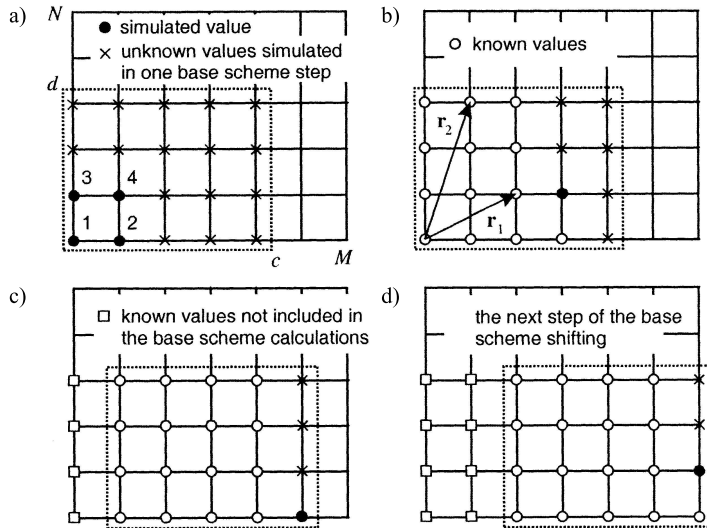 a)
N
● simulated value
× unknown values simulated
in one base scheme step
d
3 4
1 2
c M
b)
○ known values
r2
r1
c)
□ known values not included in
the base scheme calculations
d)
the next step of the base
scheme shifting